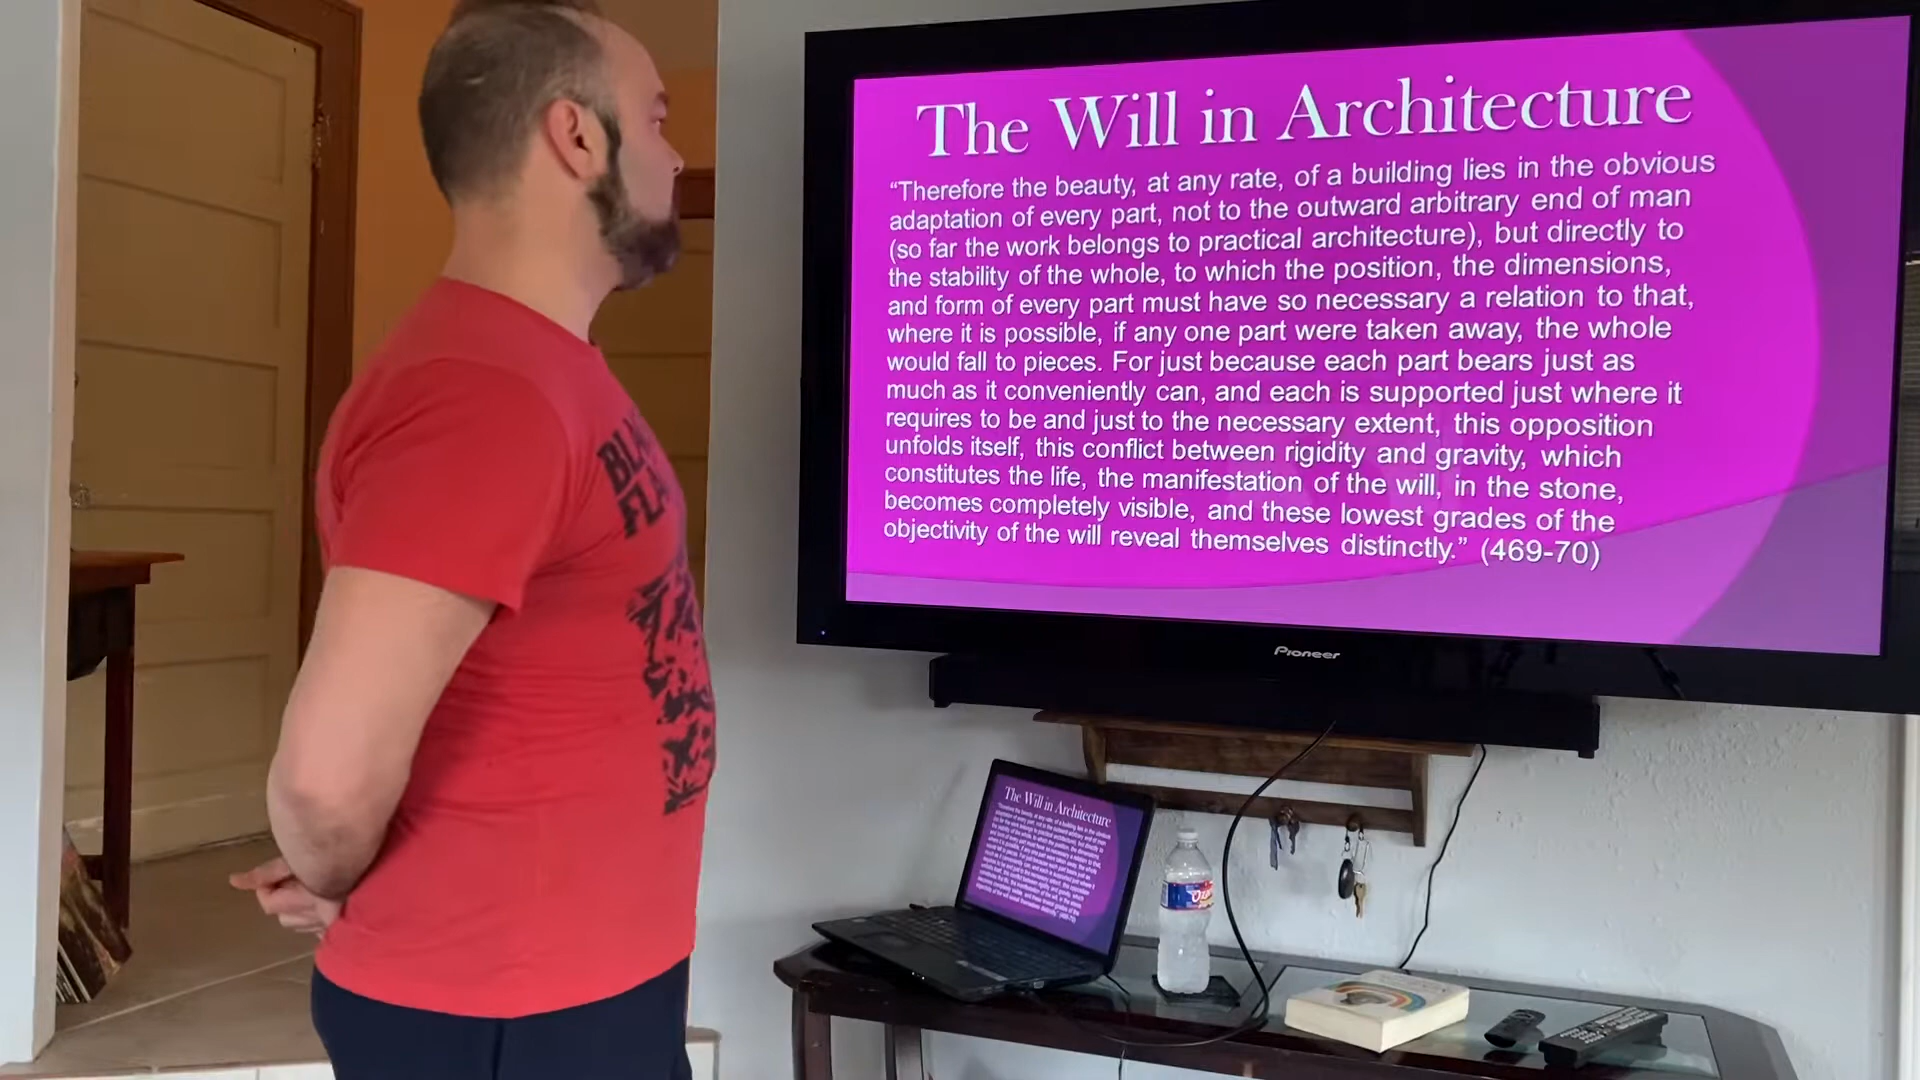 The Will in Architecture
“Therefore the beauty, at any rate, of a building lies in the obvious
adaptation of every part, not to the outward arbitrary end of man
(so far the work belongs to practical architecture), but directly to
the stability of the whole, to which the position, the dimensions,
and form of every part must have so necessary a relation to that,
where it is possible, if any one part were taken away, the whole
would fall to pieces. For just because each part bears just as
much as it conveniently can, and each is supported just where it
requires to be and just to the necessary extent, this opposition
unfolds itself, this conflict between rigidity and gravity, which
constitutes the life, the manifestation of the will, in the stone,
becomes completely visible, and these lowest grades of the
objectivity of the will reveal themselves distinctly.” (469-70)
Pioneer
The Will in Architecture